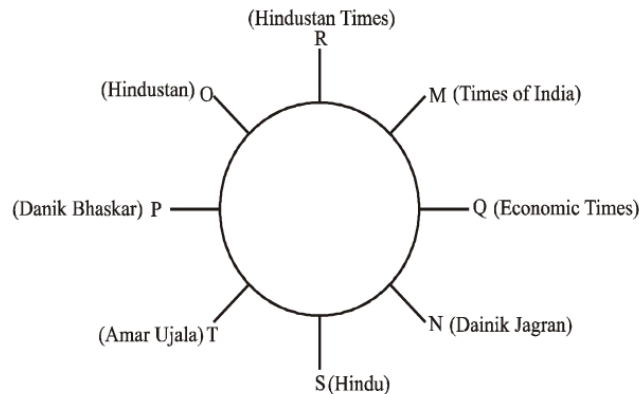 (Hindustan Times)
R
(Hindustan) O
M (Times of India)
(Danik Bhaskar) P
Q (Economic Times)
(Amar Ujala) T
N (Dainik Jagran)
S (Hindu)